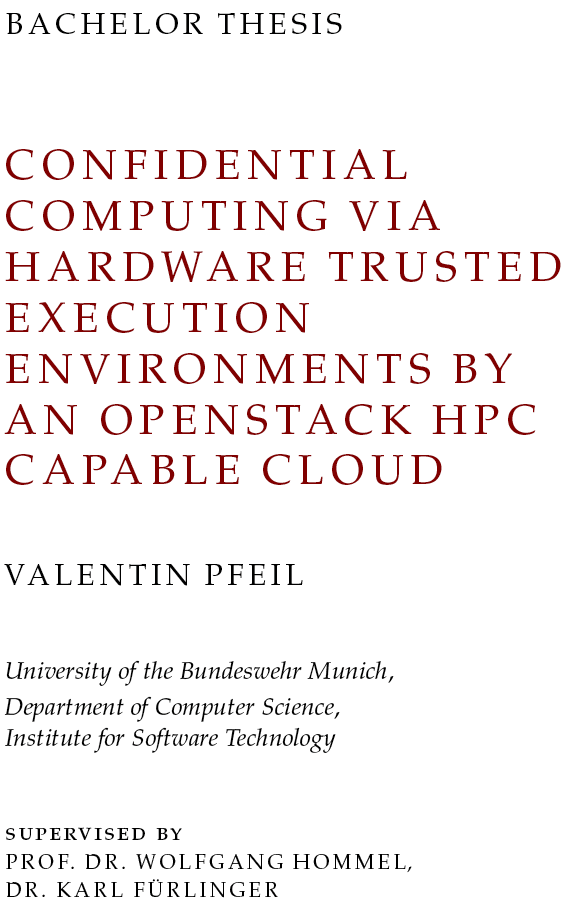 BACHELOR THESIS
CONFIDENTIAL
COMPUTING VIA
HARDWARE TRUSTED
EXECUTION
ENVIRONMENTS BY
AN OPENSTACK HPC
CAPABLE CLOUD
VALENTIN PFEIL
University of the Bundeswehr Munich,
Department of Computer Science,
Institute for Software Technology
SUPERVISED BY
PROF. DR. WOLFGANG HOMMEL,
DR. KARL FÜRLINGER